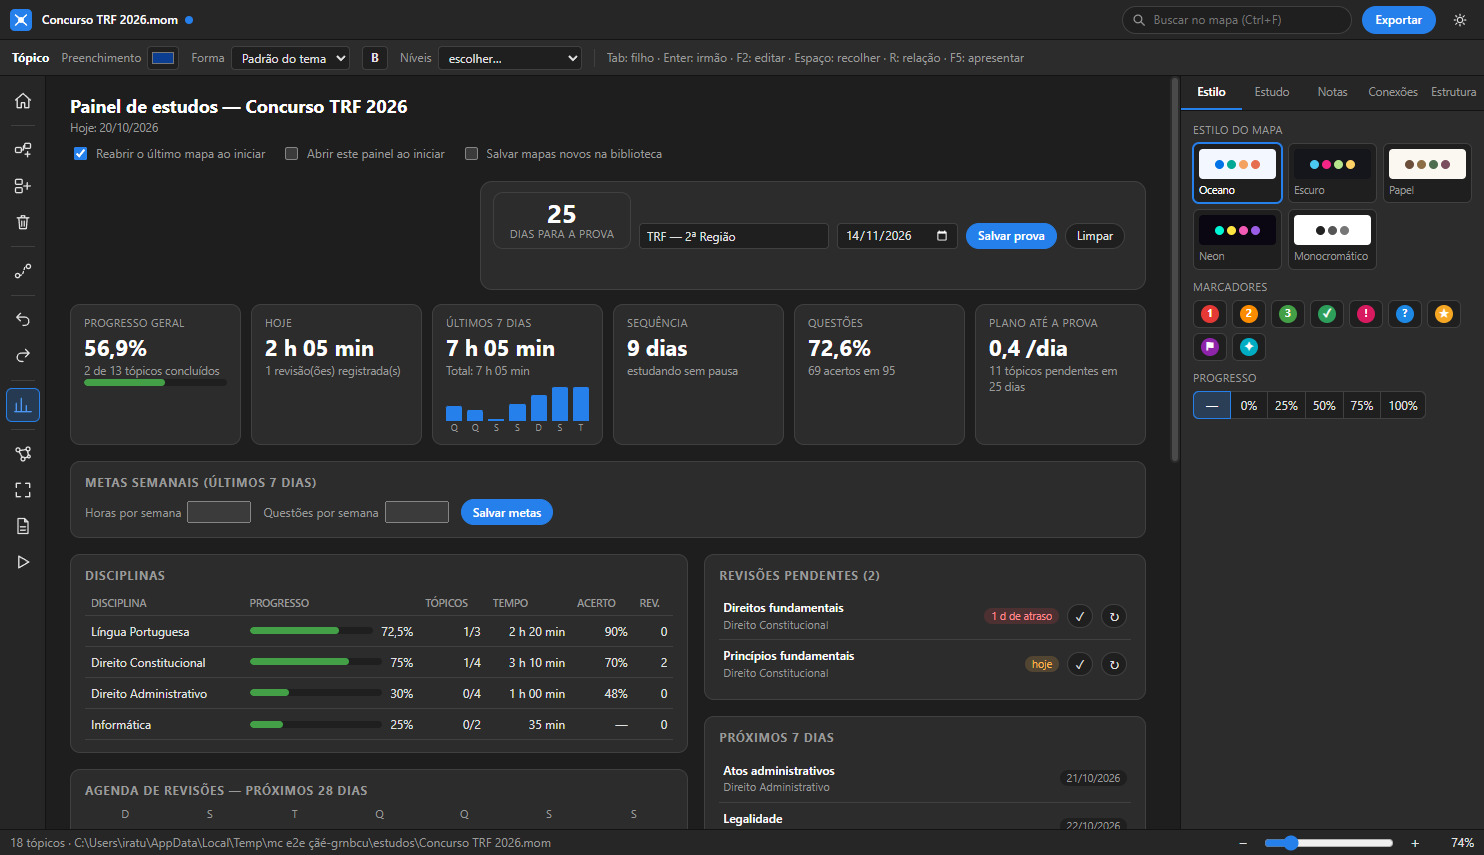 Concurso TRF 2026.mom
Buscar no mapa (Ctrl+F)
Exportar
Tópico Preenchimento Forma Padrão do tema B Níveis escolher... Tab: filho · Enter: irmão · F2: editar · Espaço: recolher · R: relação · F5: apresentar
Painel de estudos — Concurso TRF 2026
Hoje: 20/10/2026
Reabrir o último mapa ao iniciar Abrir este painel ao iniciar Salvar mapas novos na biblioteca
25
DIAS PARA A PROVA
TRF — 2ª Região 14/11/2026 Salvar prova Limpar
PROGRESSO GERAL
56,9%
2 de 13 tópicos concluídos
HOJE
2 h 05 min
1 revisão(ões) registrada(s)
ÚLTIMOS 7 DIAS
7 h 05 min
Total: 7 h 05 min
Q Q S S D S T
SEQUÊNCIA
9 dias
estudando sem pausa
QUESTÕES
72,6%
69 acertos em 95
PLANO ATÉ A PROVA
0,4 /dia
11 tópicos pendentes em
25 dias
METAS SEMANAIS (ÚLTIMOS 7 DIAS)
Horas por semana Questões por semana Salvar metas
DISCIPLINAS
DISCIPLINA PROGRESSO TÓPICOS TEMPO ACERTO REV.
Língua Portuguesa 72,5% 1/3 2 h 20 min 90% 0
Direito Constitucional 75% 1/4 3 h 10 min 70% 2
Direito Administrativo 30% 0/4 1 h 00 min 48% 0
Informática 25% 0/2 35 min — 0
AGENDA DE REVISÕES — PRÓXIMOS 28 DIAS
D S T Q Q S S
REVISÕES PENDENTES (2)
Direitos fundamentais
Direito Constitucional
1 d de atraso ✓ ↻
Princípios fundamentais
Direito Constitucional
hoje ✓ ↻
PRÓXIMOS 7 DIAS
Atos administrativos
Direito Administrativo
21/10/2026
Legalidade
22/10/2026
Estilo Estudo Notas Conexões Estrutura
ESTILO DO MAPA
Oceano Escuro Papel
Neon Monocromático
MARCADORES
1 2 3 ✓ ! ? ★
PROGRESSO
— 0% 25% 50% 75% 100%
18 tópicos · C:\Users\iratu\AppData\Local\Temp\mc e2e çãé-grnbcu\estudos\Concurso TRF 2026.mom
− + 74%